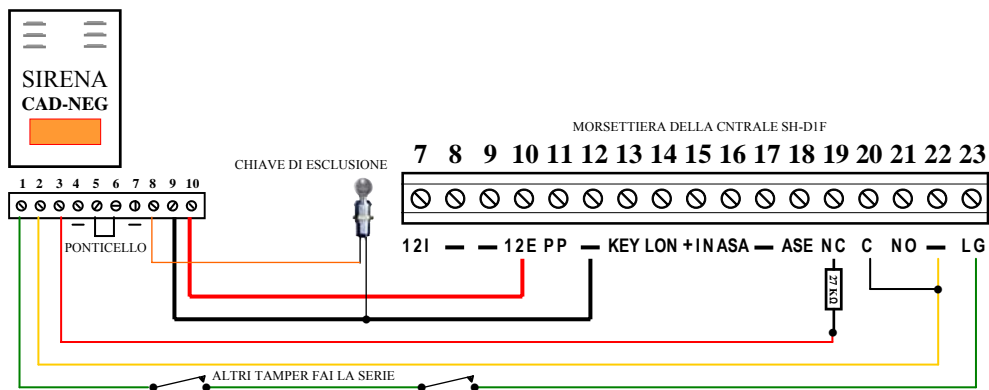 SIRENA
CAD-NEG
MORSETTIERA DELLA CNTRALE SH-D1F
CHIAVE DI ESCLUSIONE
7 8 9 10 11 12 13 14 15 16 17 18 19 20 21 22 23
1 2 3 4 5 6 7 8 9 10
12I — — 12E PP — KEY LON +IN ASA — ASE NC C NO — LG
— —
PONTICELLO
27 KΩ
ALTRI TAMPER FAI LA SERIE